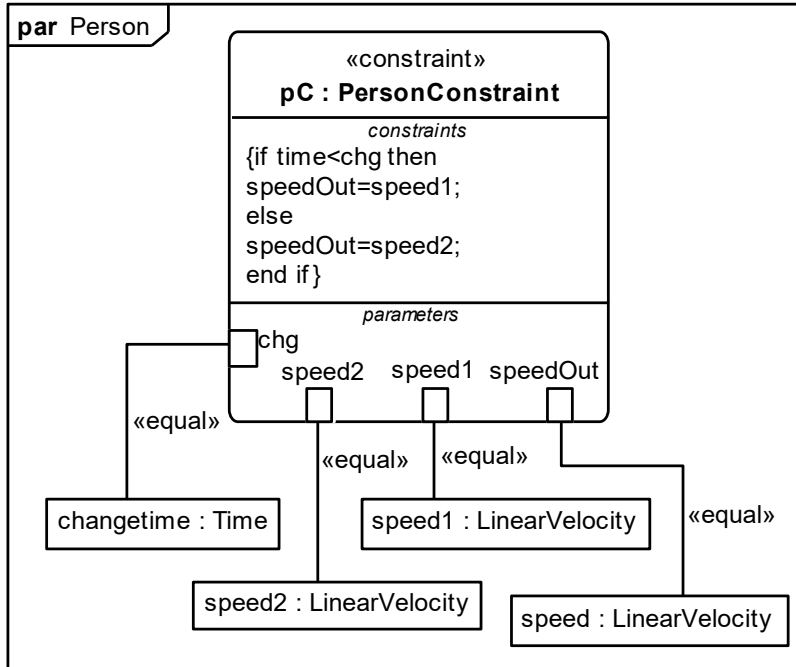 par Person
«constraint»
pC : PersonConstraint
constraints
{if time<chg then
speedOut=speed1;
else
speedOut=speed2;
end if}
parameters
chg
speed2 speed1 speedOut
«equal»
«equal»
«equal»
«equal»
changetime : Time
speed1 : LinearVelocity
speed2 : LinearVelocity
speed : LinearVelocity